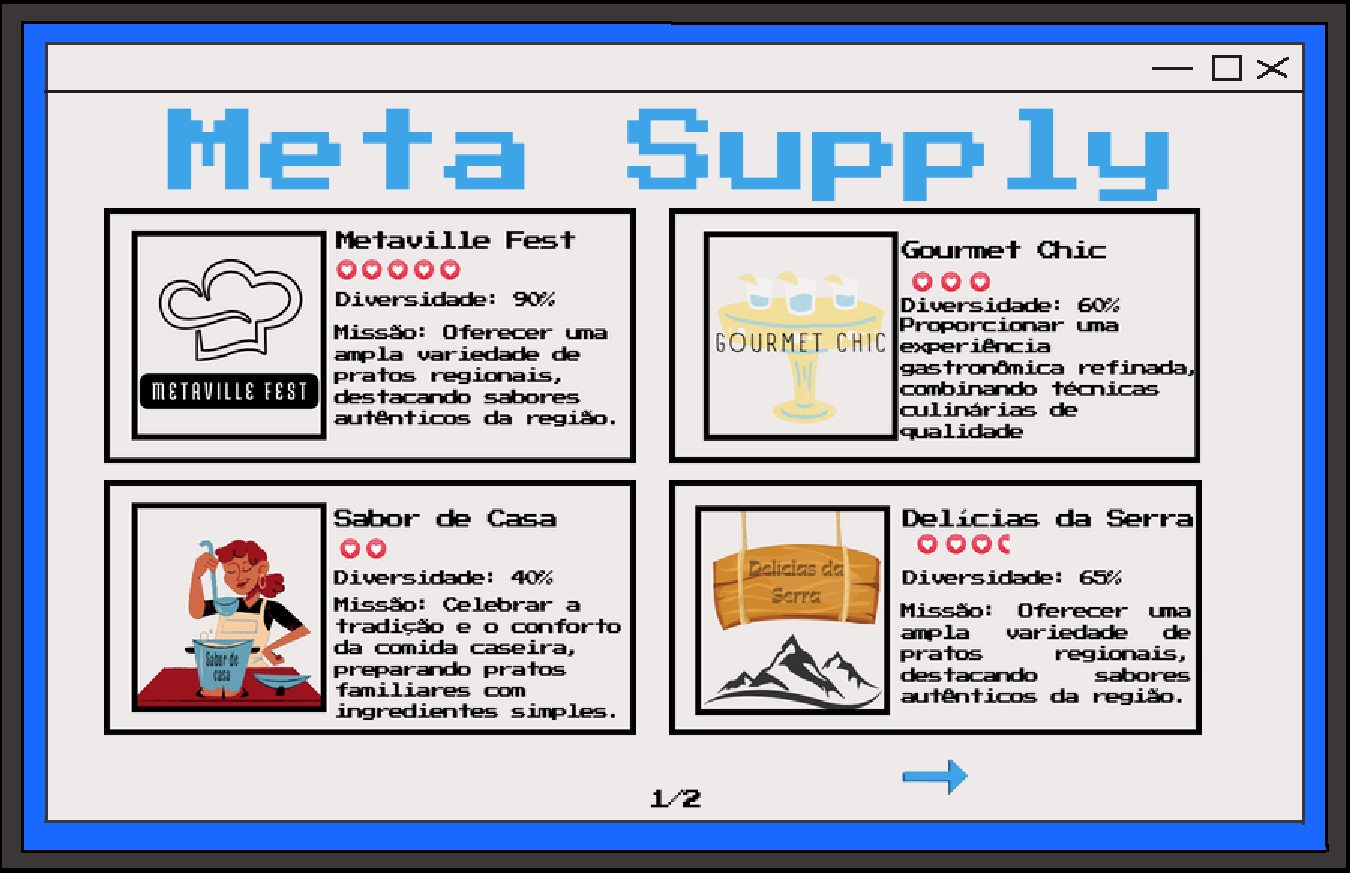 Meta Supply
METAVILLE FEST
Metaville Fest
Diversidade: 90%
Missão: Oferecer uma
ampla variedade de
pratos regionais,
destacando sabores
autênticos da região.
GOURMET CHIC
Gourmet Chic
Diversidade: 60%
Proporcionar uma
experiência
gastronômica refinada,
combinando técnicas
culinárias de
qualidade
Sabor de
casa
Sabor de Casa
Diversidade: 40%
Missão: Celebrar a
tradição e o conforto
da comida caseira,
preparando pratos
familiares com
ingredientes simples.
Delícias da
Serra
Delícias da Serra
Diversidade: 65%
Missão: Oferecer uma
ampla variedade de
pratos regionais,
destacando sabores
autênticos da região.
1/2